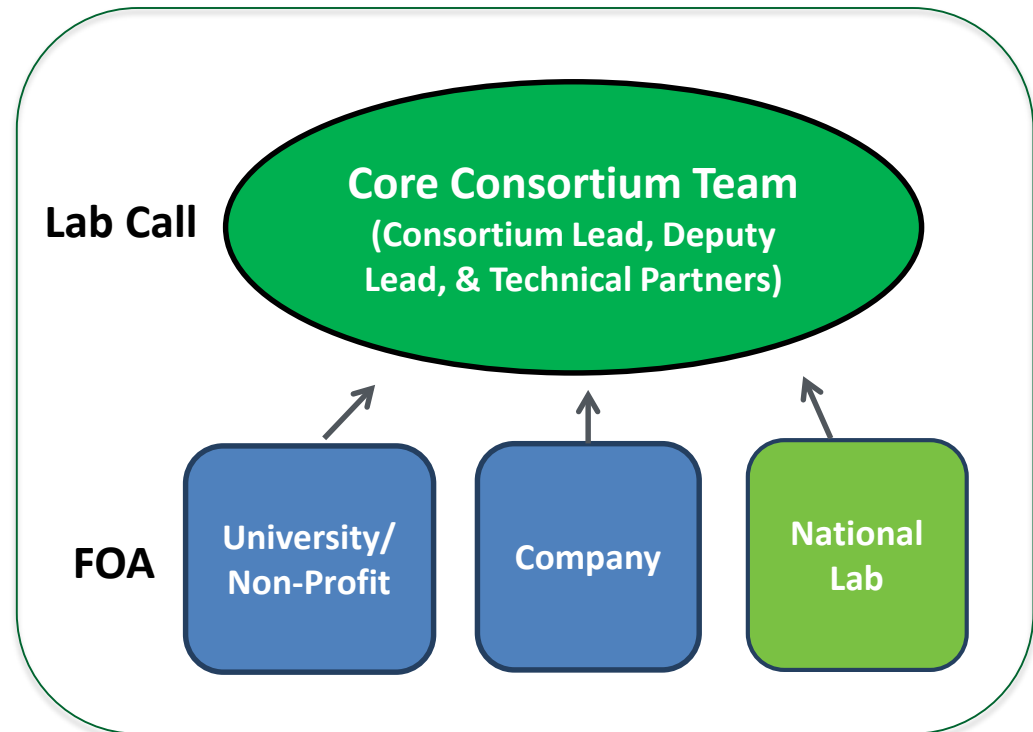 Lab Call
Core Consortium Team
(Consortium Lead, Deputy
Lead, & Technical Partners)
FOA
University/
Non-Profit
Company
National
Lab